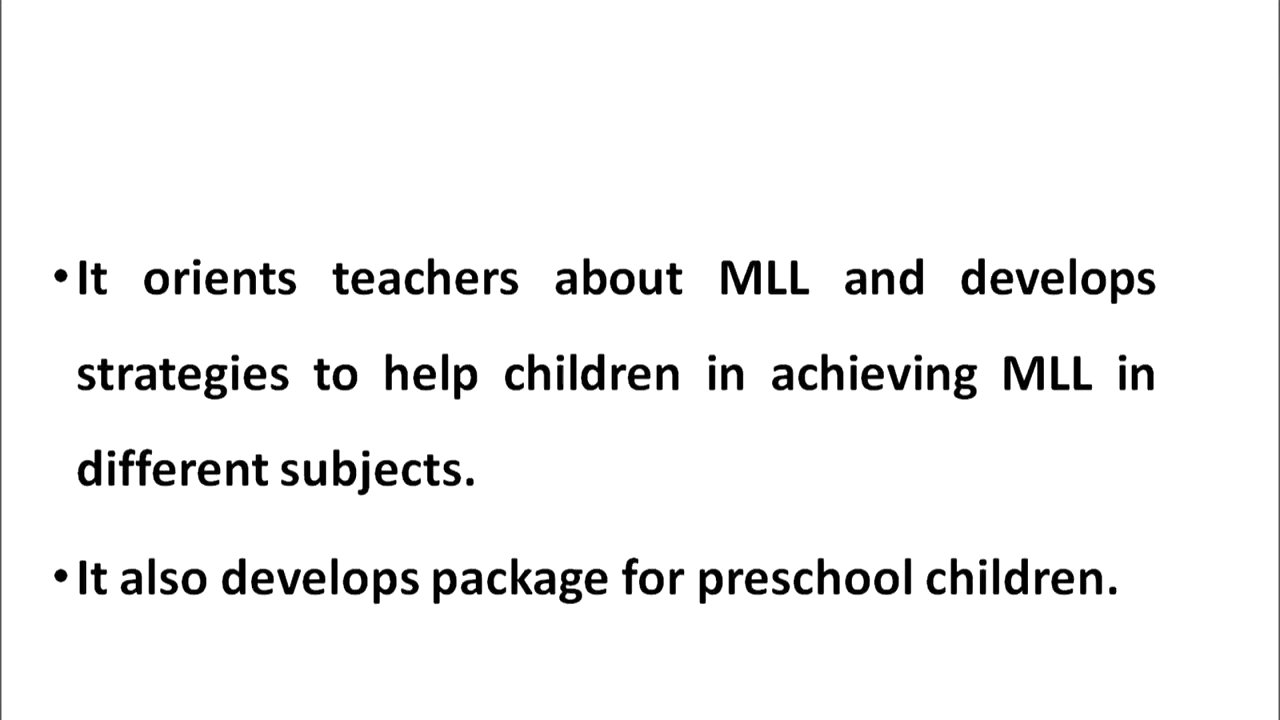 •It orients teachers about MLL and develops
strategies to help children in achieving MLL in
different subjects.
•It also develops package for preschool children.